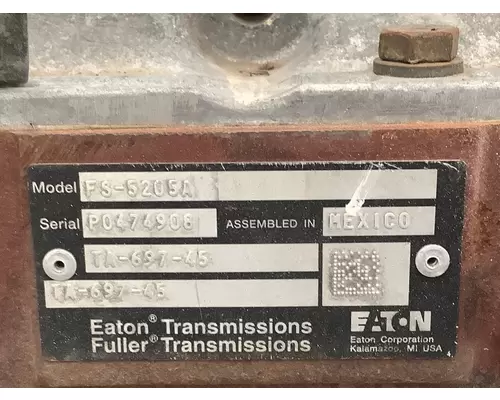 Model FS-5205A
Serial P0474908 ASSEMBLED IN MEXICO
TA-697-45
TA-697-45
Eaton® Transmissions
Fuller® Transmissions
EATON
Eaton Corporation
Kalamazoo, MI USA
4